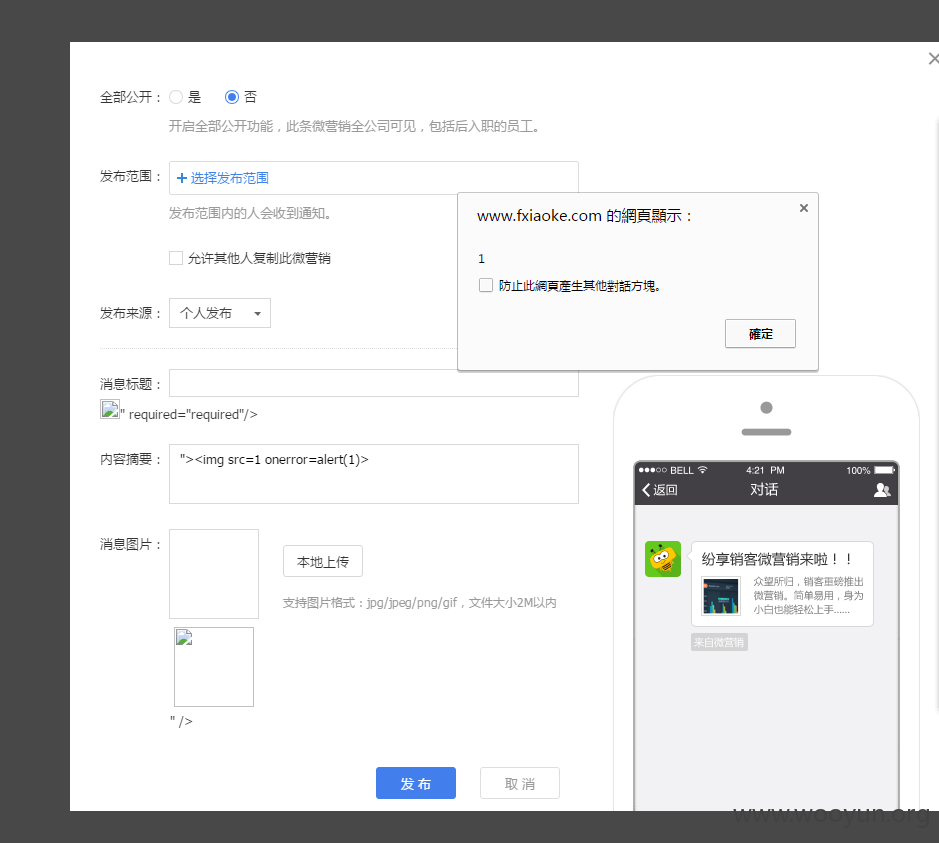 全部公开： 是 否
开启全部公开功能，此条微营销全公司可见，包括后入职的员工。
发布范围： +选择发布范围
发布范围内的人会收到通知。
允许其他人复制此微营销
发布来源： 个人发布
www.fxiaoke.com 的網頁顯示：
1
防止此網頁產生其他對話方塊。
確定
消息标题：
" required="required"/>
内容摘要： "><img src=1 onerror=alert(1)>
消息图片： 本地上传
支持图片格式：jpg/jpeg/png/gif，文件大小2M以内
" />
发布 取消
BELL 4:21 PM 100%
返回 对话
纷享销客微营销来啦！！
众望所归，销客重磅推出
微营销。简单易用，身为
小白也能轻松上手......
来自微营销
www.wooyun.org